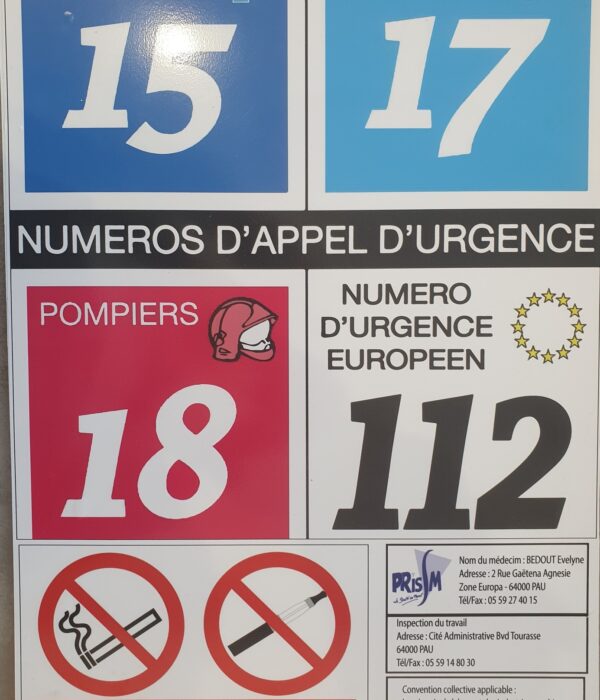 15
17
NUMEROS D'APPEL D'URGENCE
POMPIERS
18
NUMERO
D'URGENCE
EUROPEEN
112
PRisSM
Nom du médecin : BEDOUT Evelyne
Adresse : 2 Rue Gaëtena Agnesie
Zone Europa - 64000 PAU
Tél/Fax : 05 59 27 40 15
Inspection du travail
Adresse : Cité Administrative Bvd Tourasse
64000 PAU
Tél/Fax : 05 59 14 80 30
Convention collective applicable :